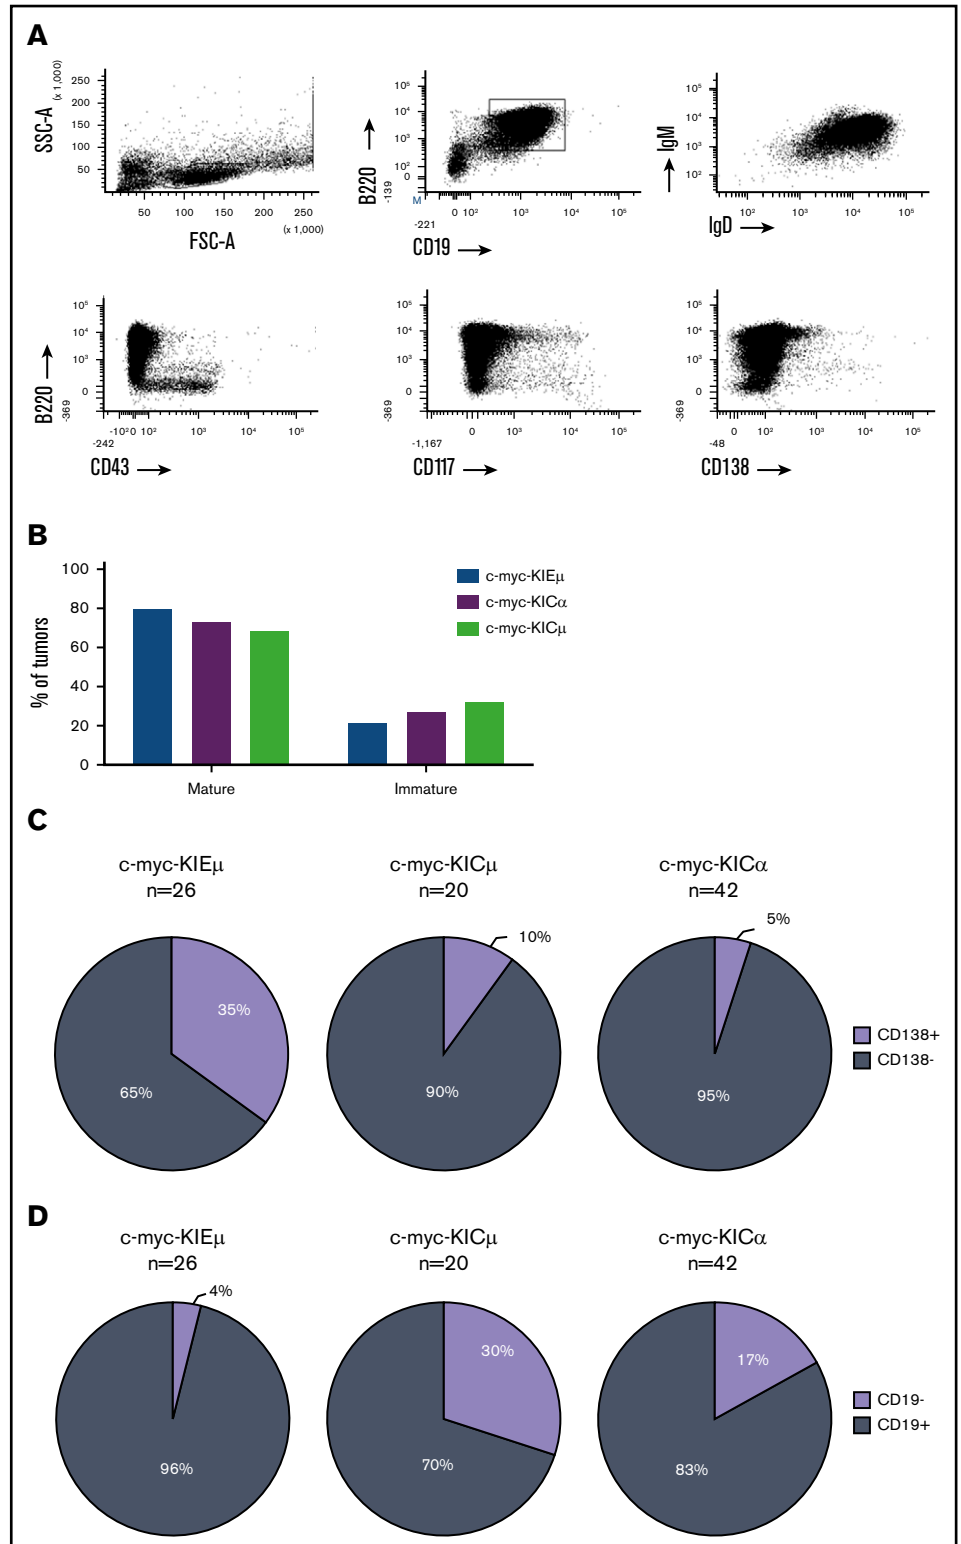 A
SSC-A
(x 1,000)
250
200
150
100
50
50 100 150 200 250
(x 1,000)
FSC-A
B220
-139
10⁵
10⁴
10³
10²
0
M
0 10² 10³ 10⁴ 10⁵
-221
CD19
IgM
10⁵
10⁴
10³
10²
10² 10³ 10⁴ 10⁵
IgD
B220
-369
10⁵
10⁴
10³
0
-10² 0 10² 10³ 10⁴ 10⁵
-242
CD43
-369
10⁵
10⁴
10³
0
0 10³ 10⁴ 10⁵
-1,167
CD117
-369
10⁵
10⁴
10³
0
0 10² 10³ 10⁴ 10⁵
-48
CD138
B
% of tumors
100
80
60
40
20
0
Mature Immature
c-myc-KIEμ
c-myc-KICα
c-myc-KICμ
C
c-myc-KIEμ
n=26
35%
65%
c-myc-KICμ
n=20
10%
90%
c-myc-KICα
n=42
5%
95%
CD138+
CD138-
D
c-myc-KIEμ
n=26
4%
96%
c-myc-KICμ
n=20
30%
70%
c-myc-KICα
n=42
17%
83%
CD19-
CD19+